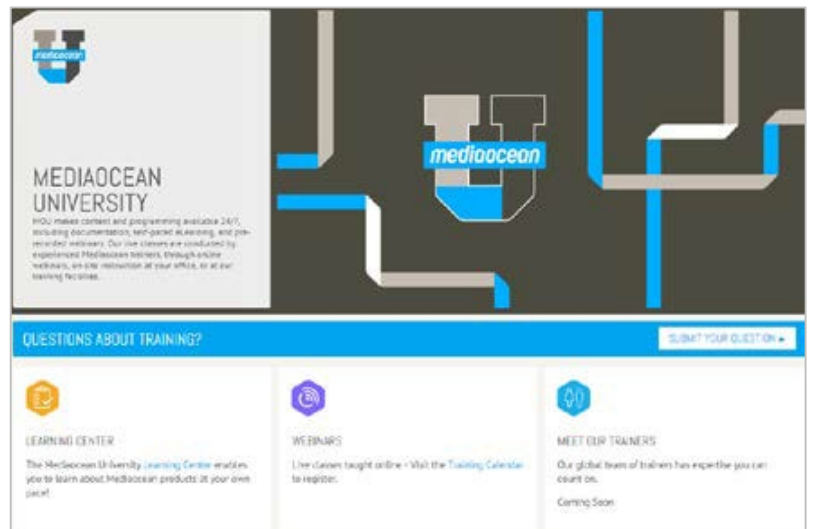 mediaocean
MEDIAOCEAN
UNIVERSITY
MOU makes content and programming available 24/7,
including documentation, self-paced eLearning, and pre-
recorded webinars. Our live classes are conducted by
experienced Mediaocean trainers, through online
webinars, on-site instruction at your office, or at our
training facilities.
mediaocean
QUESTIONS ABOUT TRAINING?
SUBMIT YOUR QUESTION ▸
LEARNING CENTER
The Mediaocean University Learning Center enables
you to learn about Mediaocean products at your own
pace!
WEBINARS
Live classes taught online - Visit the Training Calendar
to register.
MEET OUR TRAINERS
Our global team of trainers has expertise you can
count on.
Coming Soon